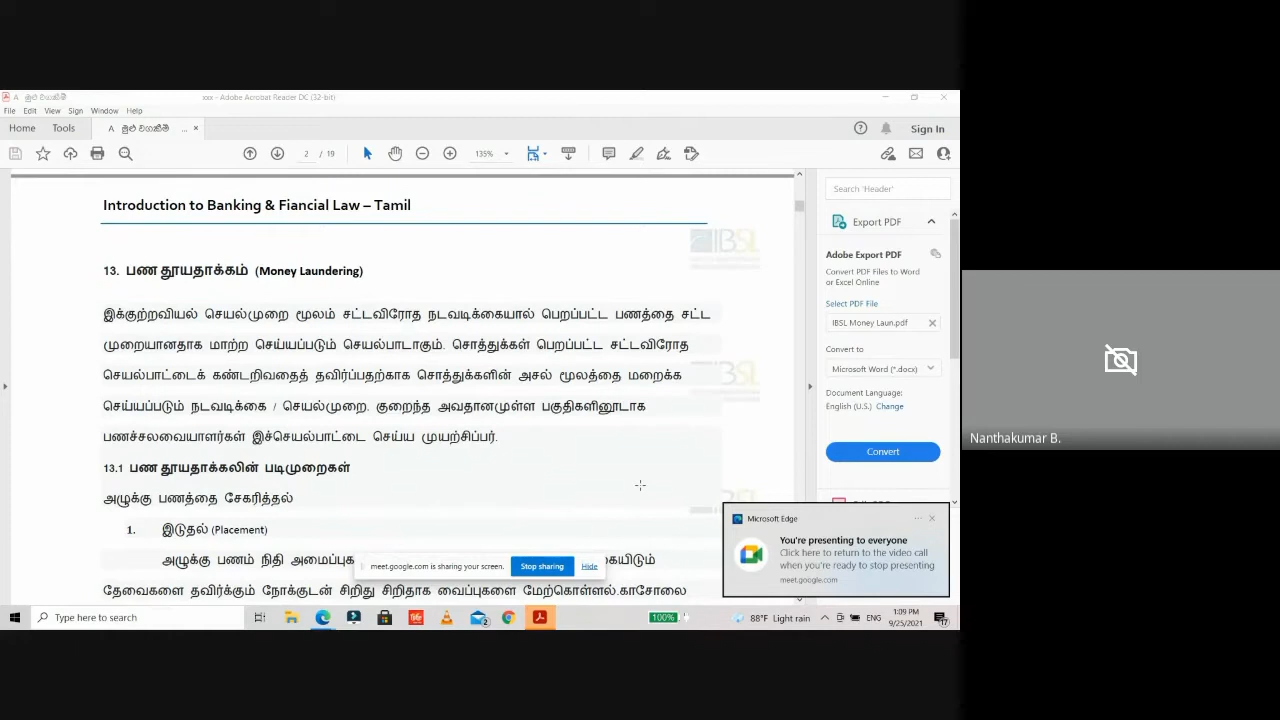 A මුළු වගකීම්
xxx - Adobe Acrobat Reader DC (32-bit)
File Edit View Sign Window Help
Home Tools A මුළු වගකීම් ... ×
Sign In
2 / 19
135%
Introduction to Banking & Fiancial Law – Tamil
IBSL
13. பண தூயதாக்கம் (Money Laundering)
இக்குற்றவியல் செயல்முறை மூலம் சட்டவிரோத நடவடிக்கையால் பெறப்பட்ட பணத்தை சட்ட
முறையானதாக மாற்ற செய்யப்படும் செயல்பாடாகும். சொத்துக்கள் பெறப்பட்ட சட்டவிரோத
செயல்பாட்டைக் கண்டறிவதைத் தவிர்ப்பதற்காக சொத்துக்களின் அசல் மூலத்தை மறைக்க
செய்யப்படும் நடவடிக்கை / செயல்முறை. குறைந்த அவதானமுள்ள பகுதிகளினூடாக
பணச்சலவையாளர்கள் இச்செயல்பாட்டை செய்ய முயற்சிப்பர்.
13.1 பண தூயதாக்கலின் படிமுறைகள்
அழுக்கு பணத்தை சேகரித்தல்
1. இடுதல் (Placement)
அழுக்கு பணம் நிதி
தேவைகளை தவிர்க்கும் நோக்குடன் சிறிது சிறிதாக வைப்புகளை மேற்கொள்ளல்.காசோலை
Search 'Header'
Export PDF
Adobe Export PDF
Convert PDF Files to Word
or Excel Online
Select PDF File
IBSL Money Laun.pdf
Convert to
Microsoft Word (*.docx)
Document Language:
English (U.S.) Change
Convert
Microsoft Edge
You're presenting to everyone
Click here to return to the video call
when you're ready to stop presenting
meet.google.com
meet.google.com is sharing your screen. Stop sharing Hide
Type here to search
100%
88°F Light rain
ENG
1:09 PM
9/25/2021
Nanthakumar B.